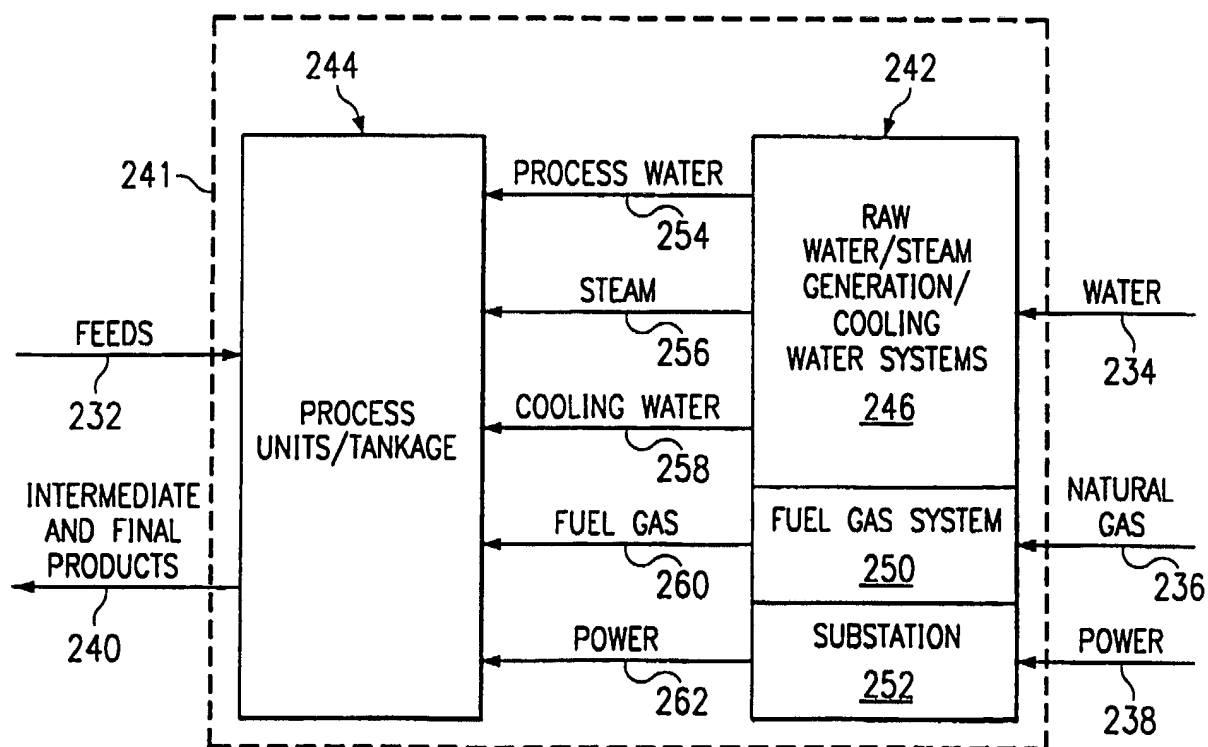 244
242
241
PROCESS WATER
254
STEAM
256
COOLING WATER
258
FUEL GAS
260
POWER
262
FEEDS
232
INTERMEDIATE
AND FINAL
PRODUCTS
240
PROCESS
UNITS/TANKAGE
RAW
WATER/STEAM
GENERATION/
COOLING
WATER SYSTEMS
246
FUEL GAS SYSTEM
250
SUBSTATION
252
WATER
234
NATURAL
GAS
236
POWER
238